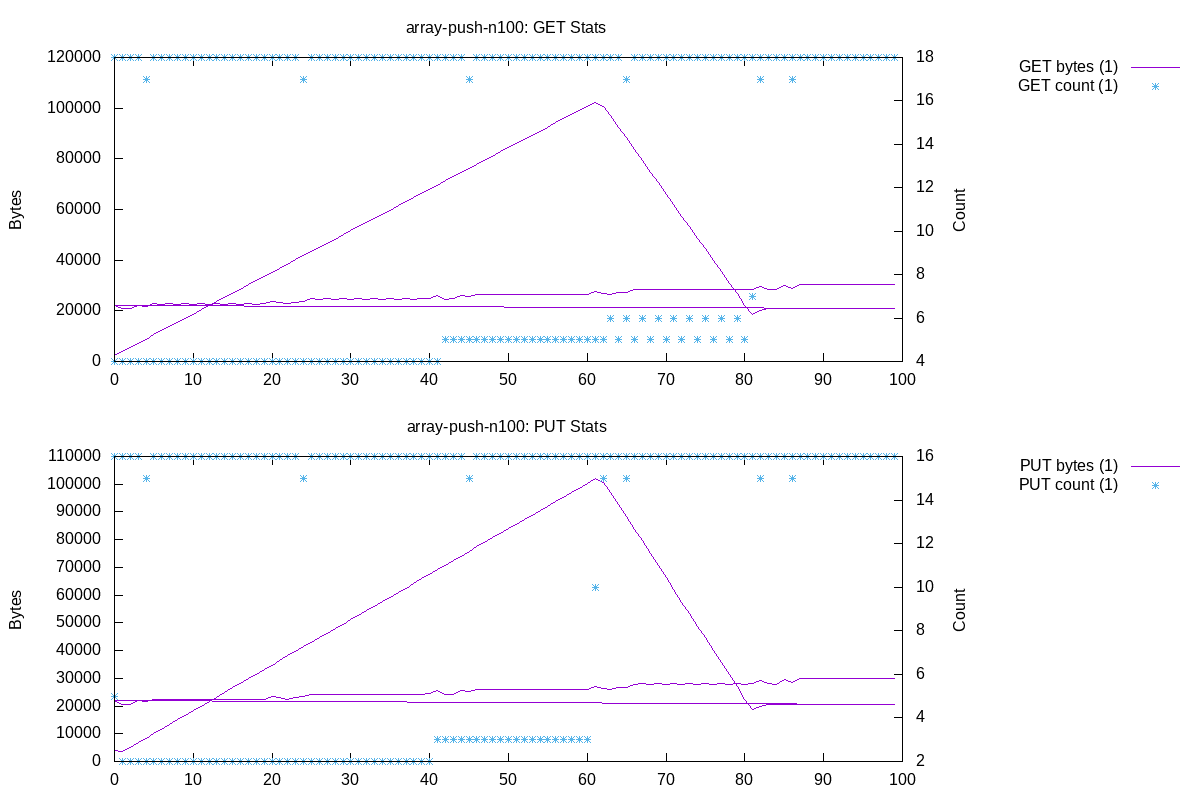 array-push-n100: GET Stats
120000
100000
80000
60000
40000
20000
0
Bytes
18
16
14
12
10
8
6
4
Count
0 10 20 30 40 50 60 70 80 90 100
GET bytes (1)
GET count (1)
array-push-n100: PUT Stats
110000
100000
90000
80000
70000
60000
50000
40000
30000
20000
10000
0
Bytes
16
14
12
10
8
6
4
2
Count
0 10 20 30 40 50 60 70 80 90 100
PUT bytes (1)
PUT count (1)